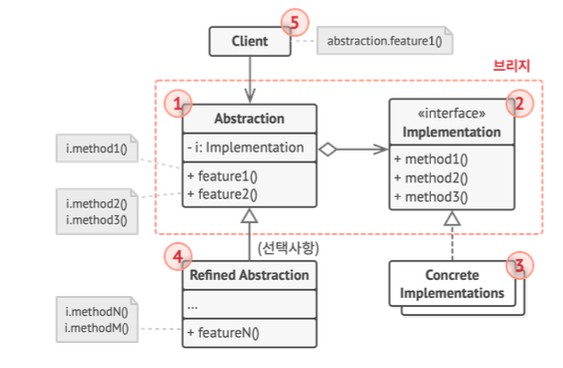 5
Client
abstraction.feature1()
브리지
1
Abstraction
- i: Implementation
+ feature1()
+ feature2()
2
«interface»
Implementation
+ method1()
+ method2()
+ method3()
i.method1()
i.method2()
i.method3()
4
(선택사항)
Refined Abstraction
...
+ featureN()
3
Concrete
Implementations
i.methodN()
i.methodM()